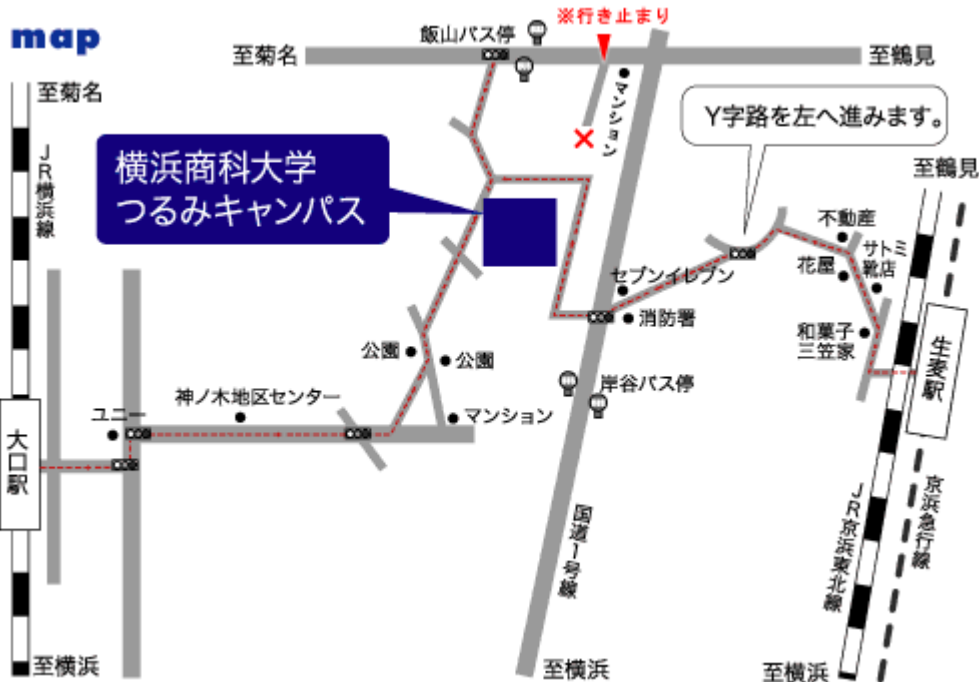 map
※行き止まり
飯山バス停
至菊名
至鶴見
至菊名
マンション
Y字路を左へ進みます。
JR横浜線
横浜商科大学
つるみキャンパス
至鶴見
不動産
サトミ
靴店
花屋
セブンイレブン
消防署
和菓子
三笠家
生麦駅
公園
公園
岸谷バス停
神ノ木地区センター
ユニー
マンション
大口駅
国道1号線
JR京浜東北線
京浜急行線
至横浜
至横浜
至横浜